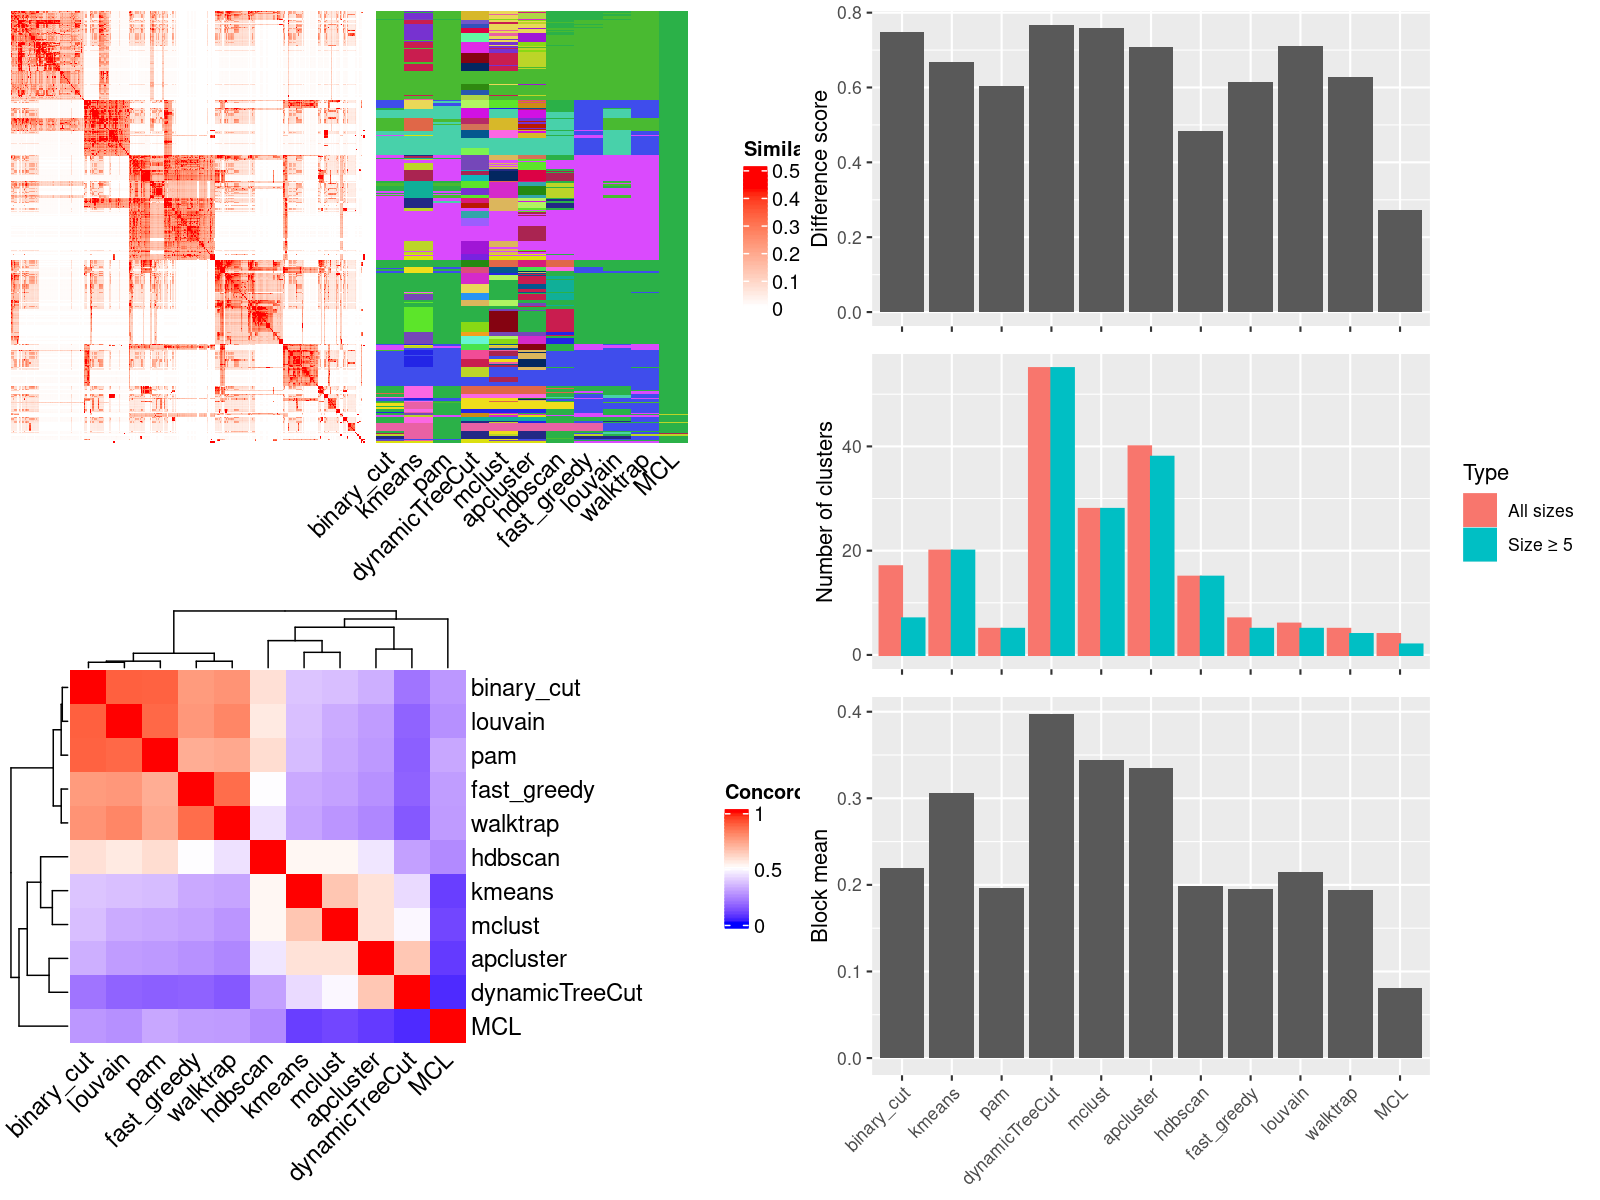 Simila
0.5
0.4
0.3
0.2
0.1
0
binary_cut
kmeans
pam
dynamicTreeCut
mclust
apcluster
hdbscan
fast_greedy
louvain
walktrap
MCL
binary_cut
louvain
pam
fast_greedy
walktrap
hdbscan
kmeans
mclust
apcluster
dynamicTreeCut
MCL
binary_cut
louvain
pam
fast_greedy
walktrap
hdbscan
kmeans
mclust
apcluster
dynamicTreeCut
MCL
Concord
1
0.5
0
Difference score
0.8
0.6
0.4
0.2
0.0
Number of clusters
40
20
0
Type
All sizes
Size ≥ 5
Block mean
0.4
0.3
0.2
0.1
0.0
binary_cut
kmeans
pam
dynamicTreeCut
mclust
apcluster
hdbscan
fast_greedy
louvain
walktrap
MCL